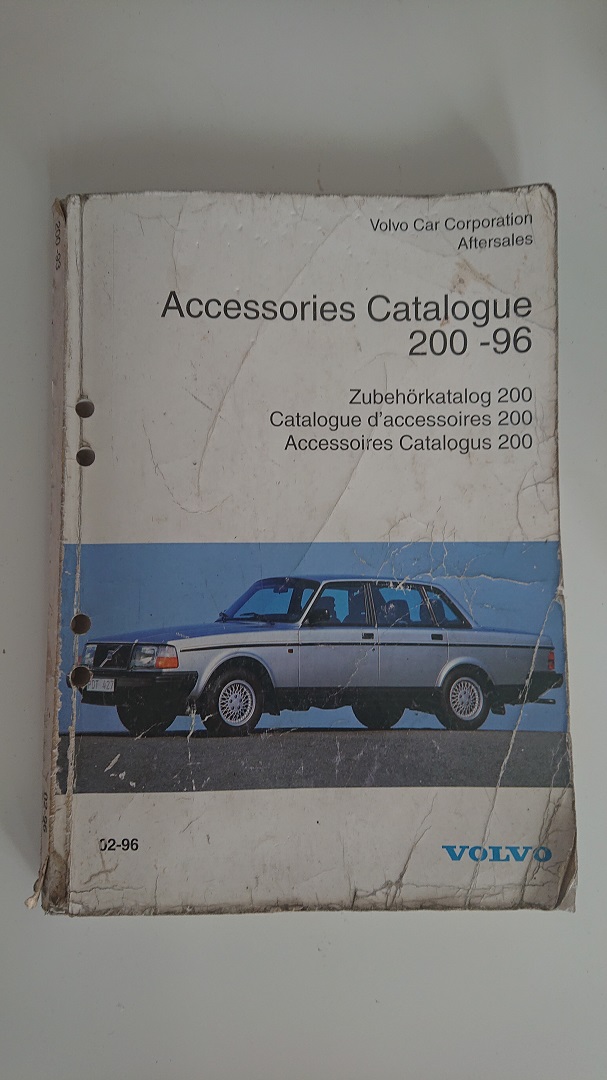 Volvo Car Corporation
Aftersales
Accessories Catalogue
200 -96
Zubehörkatalog 200
Catalogue d'accessoires 200
Accessoires Catalogus 200
02-96
VOLVO